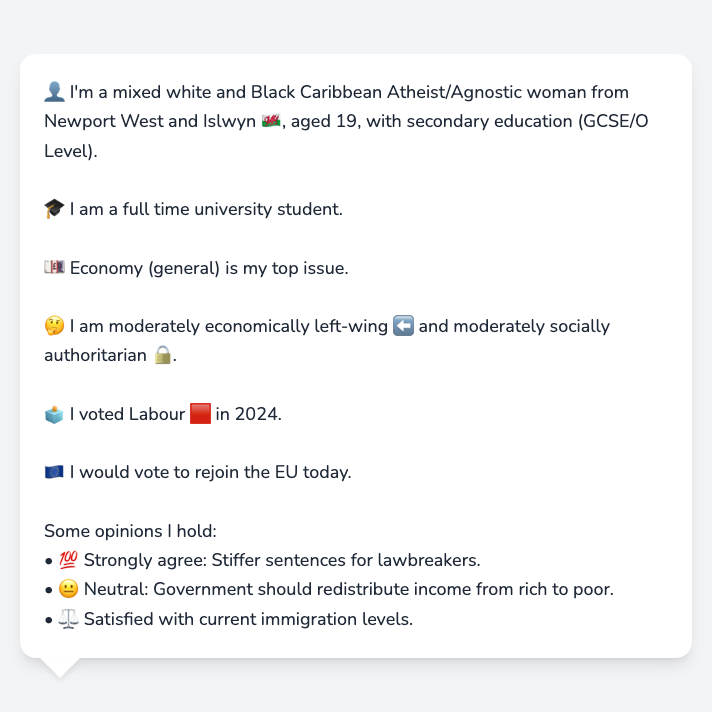 👤 I'm a mixed white and Black Caribbean Atheist/Agnostic woman from
Newport West and Islwyn 🏴󠁧󠁢󠁷󠁬󠁳󠁿, aged 19, with secondary education (GCSE/O
Level).
🎓 I am a full time university student.
💷 Economy (general) is my top issue.
🤔 I am moderately economically left-wing ⬅️ and moderately socially
authoritarian 🔒.
🗳️ I voted Labour 🟥 in 2024.
🇪🇺 I would vote to rejoin the EU today.
Some opinions I hold:
• 💯 Strongly agree: Stiffer sentences for lawbreakers.
• 😐 Neutral: Government should redistribute income from rich to poor.
• ⚖️ Satisfied with current immigration levels.